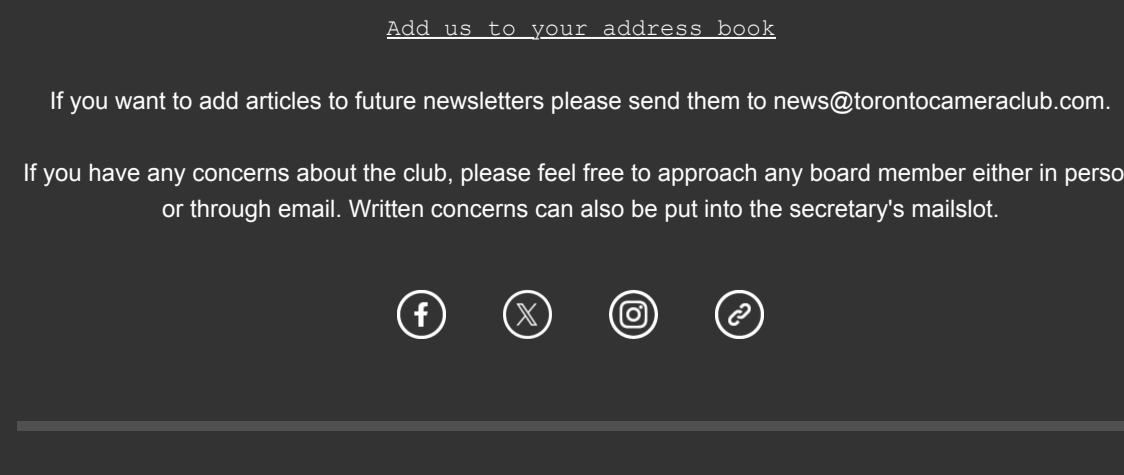 Add us to your address book
If you want to add articles to future newsletters please send them to news@torontocameraclub.com.
If you have any concerns about the club, please feel free to approach any board member either in perso
or through email. Written concerns can also be put into the secretary's mailslot.